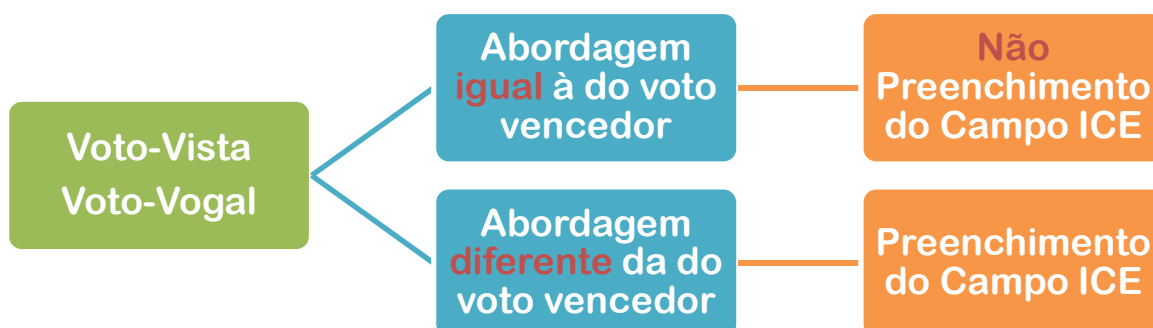 Voto-Vista
Voto-Vogal
Abordagem
igual à do voto
vencedor
Não
Preenchimento
do Campo ICE
Abordagem
diferente da do
voto vencedor
Preenchimento
do Campo ICE